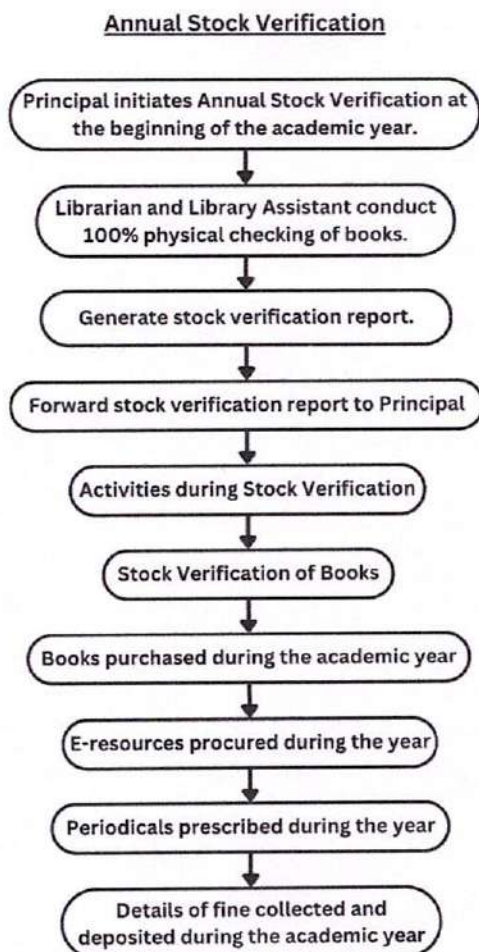 Annual Stock Verification
Principal initiates Annual Stock Verification at
the beginning of the academic year.
Librarian and Library Assistant conduct
100% physical checking of books.
Generate stock verification report.
Forward stock verification report to Principal
Activities during Stock Verification
Stock Verification of Books
Books purchased during the academic year
E-resources procured during the year
Periodicals prescribed during the year
Details of fine collected and
deposited during the academic year